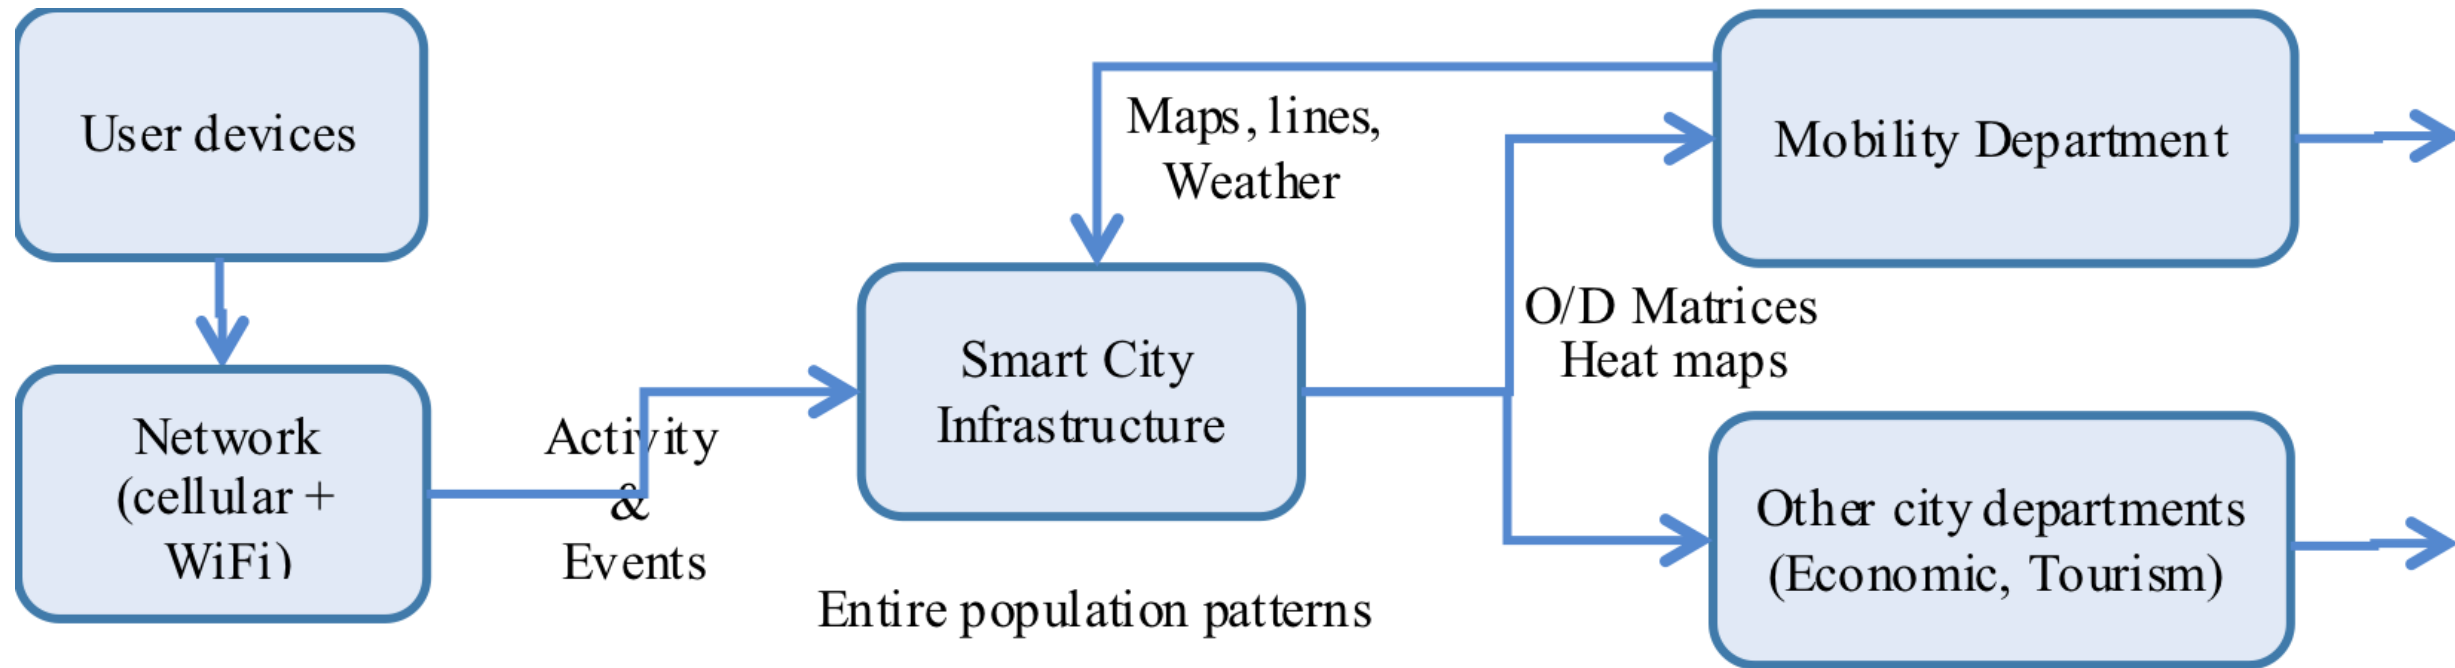 User devices
Network
(cellular +
WiFi)
Activity
&
Events
Maps, lines,
Weather
Smart City
Infrastructure
Entire population patterns
O/D Matrices
Heat maps
Mobility Department
Other city departments
(Economic, Tourism)